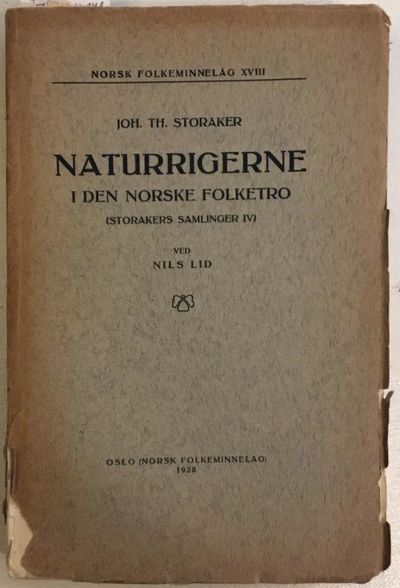 NORSK FOLKEMINNELAG XVIII
JOH. TH. STORAKER
NATURRIGERNE
I DEN NORSKE FOLKETRO
(STORAKERS SAMLINGER IV)
VED
NILS LID
OSLO (NORSK FOLKEMINNELAG)
1928